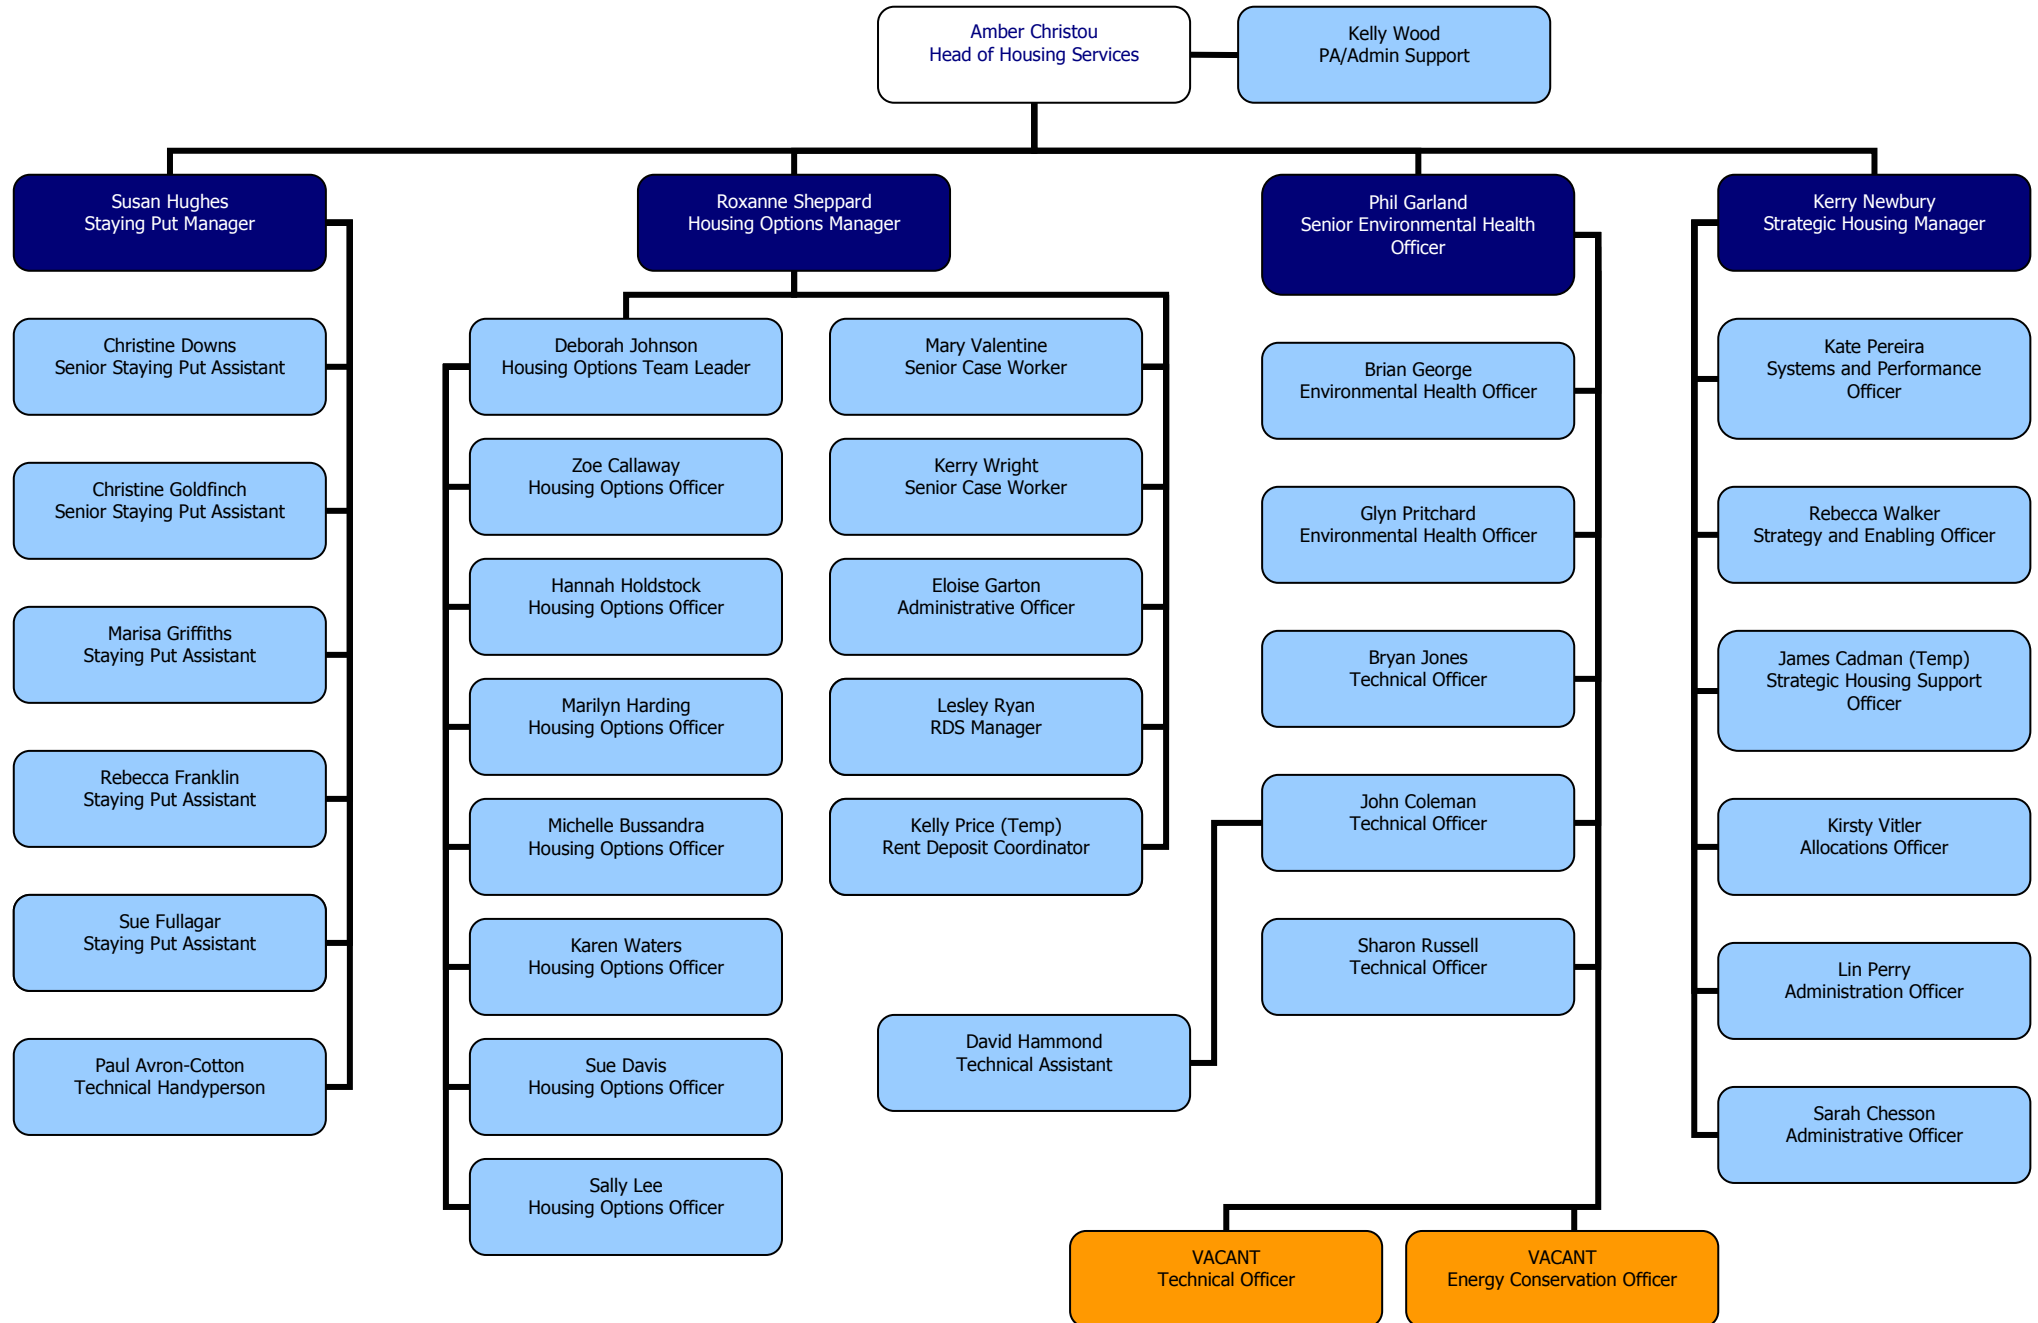 Amber Christou
Head of Housing Services
Kelly Wood
PA/Admin Support
Susan Hughes
Staying Put Manager
Roxanne Sheppard
Housing Options Manager
Phil Garland
Senior Environmental Health
Officer
Kerry Newbury
Strategic Housing Manager
Christine Downs
Senior Staying Put Assistant
Christine Goldfinch
Senior Staying Put Assistant
Marisa Griffiths
Staying Put Assistant
Rebecca Franklin
Staying Put Assistant
Sue Fullagar
Staying Put Assistant
Paul Avron-Cotton
Technical Handyperson
Deborah Johnson
Housing Options Team Leader
Zoe Callaway
Housing Options Officer
Hannah Holdstock
Housing Options Officer
Marilyn Harding
Housing Options Officer
Michelle Bussandra
Housing Options Officer
Karen Waters
Housing Options Officer
Sue Davis
Housing Options Officer
Sally Lee
Housing Options Officer
Mary Valentine
Senior Case Worker
Kerry Wright
Senior Case Worker
Eloise Garton
Administrative Officer
Lesley Ryan
RDS Manager
Kelly Price (Temp)
Rent Deposit Coordinator
Brian George
Environmental Health Officer
Glyn Pritchard
Environmental Health Officer
Bryan Jones
Technical Officer
John Coleman
Technical Officer
Sharon Russell
Technical Officer
David Hammond
Technical Assistant
VACANT
Technical Officer
VACANT
Energy Conservation Officer
Kate Pereira
Systems and Performance
Officer
Rebecca Walker
Strategy and Enabling Officer
James Cadman (Temp)
Strategic Housing Support
Officer
Kirsty Vitler
Allocations Officer
Lin Perry
Administration Officer
Sarah Chesson
Administrative Officer